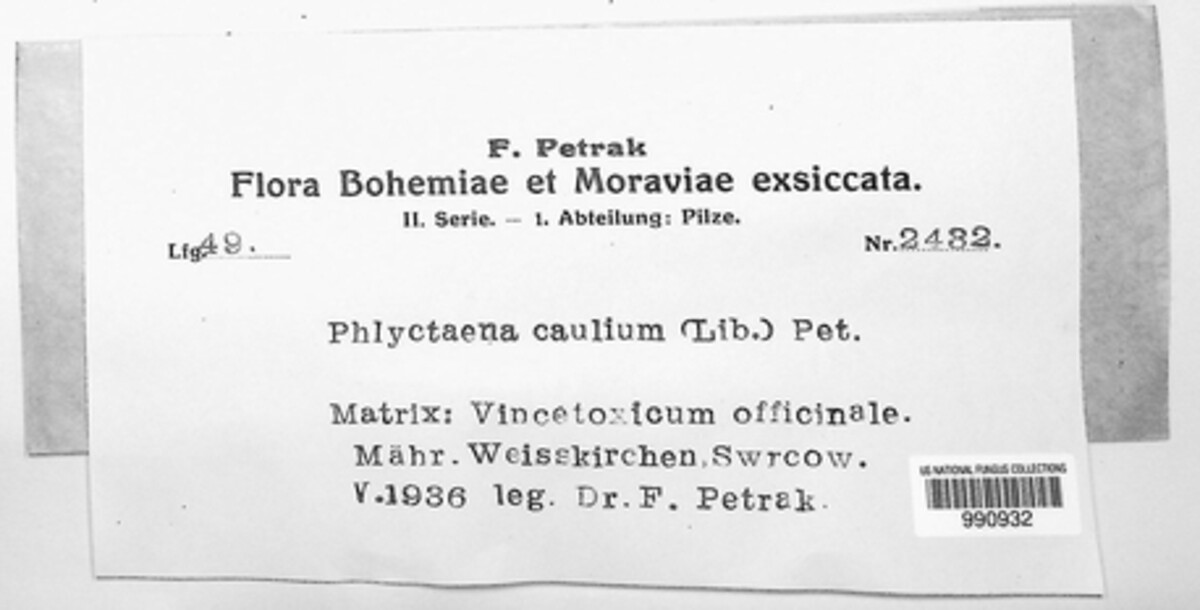 F. Petrak
Flora Bohemiae et Moraviae exsiccata.
II. Serie. — 1. Abteilung: Pilze.
Lfg. 49.
Nr. 2482.
Phlyctaena caulium (Lib.) Pet.
Matrix: Vincetoxicum officinale.
Mähr. Weisskirchen, Swrcow.
V.1936 leg. Dr. F. Petrak.
US NATIONAL FUNGUS COLLECTIONS
990932